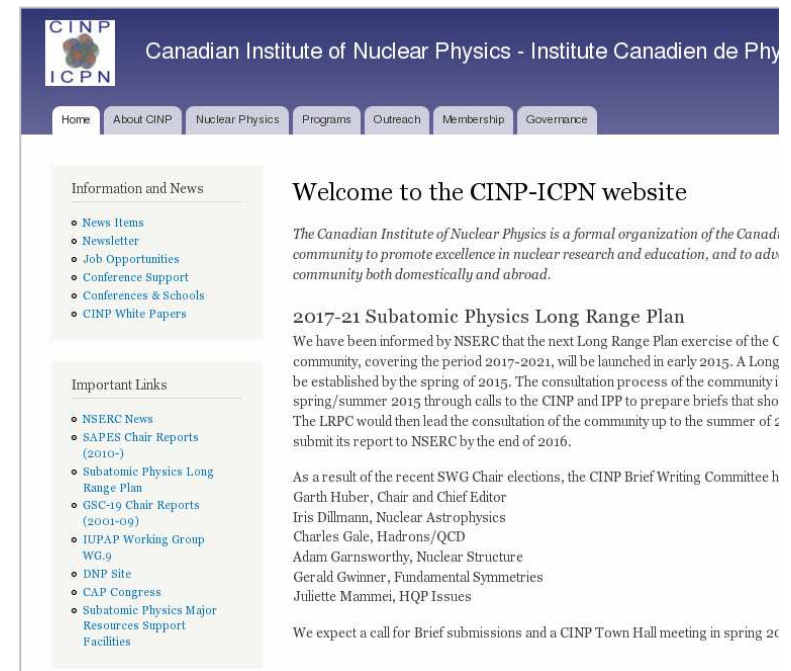 CINP
ICPN
Canadian Institute of Nuclear Physics - Institute Canadien de Phy
Home
About CINP
Nuclear Physics
Programs
Outreach
Membership
Governance
Information and News
News Items
Newsletter
Job Opportunities
Conference Support
Conferences & Schools
CINP White Papers
Important Links
NSERC News
SAPES Chair Reports
(2010-)
Subatomic Physics Long
Range Plan
GSC-19 Chair Reports
(2001-09)
IUPAP Working Group
WG.9
DNP Site
CAP Congress
Subatomic Physics Major
Resources Support
Facilities
Welcome to the CINP-ICPN website
The Canadian Institute of Nuclear Physics is a formal organization of the Canadi
community to promote excellence in nuclear research and education, and to adv
community both domestically and abroad.
2017-21 Subatomic Physics Long Range Plan
We have been informed by NSERC that the next Long Range Plan exercise of the C
community, covering the period 2017-2021, will be launched in early 2015. A Long
be established by the spring of 2015. The consultation process of the community i
spring/summer 2015 through calls to the CINP and IPP to prepare briefs that sho
The LRPC would then lead the consultation of the community up to the summer of 2
submit its report to NSERC by the end of 2016.
As a result of the recent SWG Chair elections, the CINP Brief Writing Committee h
Garth Huber, Chair and Chief Editor
Iris Dillmann, Nuclear Astrophysics
Charles Gale, Hadrons/QCD
Adam Garnsworthy, Nuclear Structure
Gerald Gwinner, Fundamental Symmetries
Juliette Mammei, HQP Issues
We expect a call for Brief submissions and a CINP Town Hall meeting in spring 20